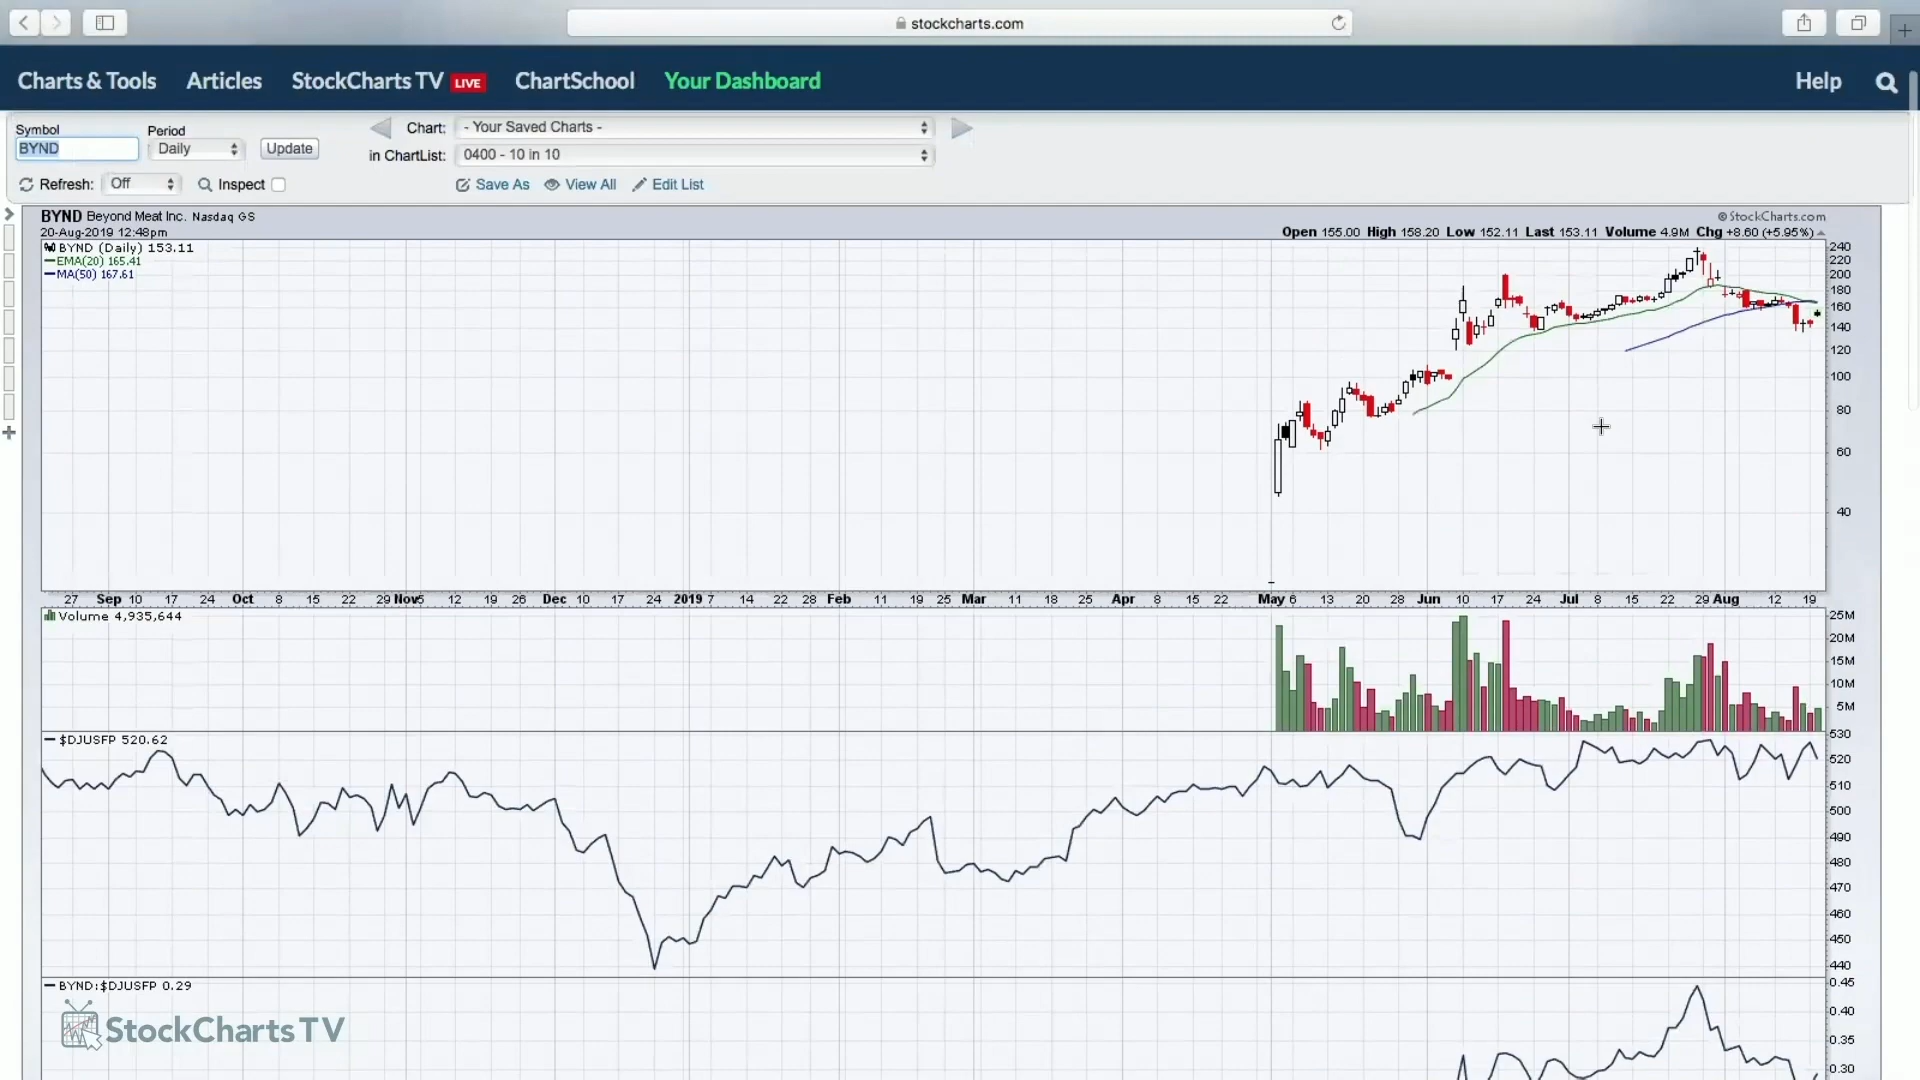 stockcharts.com
Charts & Tools Articles StockCharts TV LIVE ChartSchool Your Dashboard Help
Symbol Period Chart: - Your Saved Charts -
BYND Daily Update in ChartList: 0400 - 10 in 10
Refresh: Off Inspect Save As View All Edit List
BYND Beyond Meat Inc. Nasdaq GS ©StockCharts.com
20-Aug-2019 12:48pm Open 155.00 High 158.20 Low 152.11 Last 153.11 Volume 4.9M Chg +8.60 (+5.95%)
BYND (Daily) 153.11
EMA(20) 165.41
MA(50) 167.61
240
220
200
180
160
140
120
100
80
60
40
27 Sep 10 17 24 Oct 8 15 22 29 Nov5 12 19 26 Dec 10 17 24 2019 7 14 22 28 Feb 11 19 25 Mar 11 18 25 Apr 8 15 22 May 6 13 20 28 Jun 10 17 24 Jul 8 15 22 29 Aug 12 19
Volume 4,935,644
25M
20M
15M
10M
5M
$DJUSFP 520.62
530
520
510
500
490
480
470
460
450
440
BYND:$DJUSFP 0.29
0.45
0.40
0.35
0.30
StockChartsTV